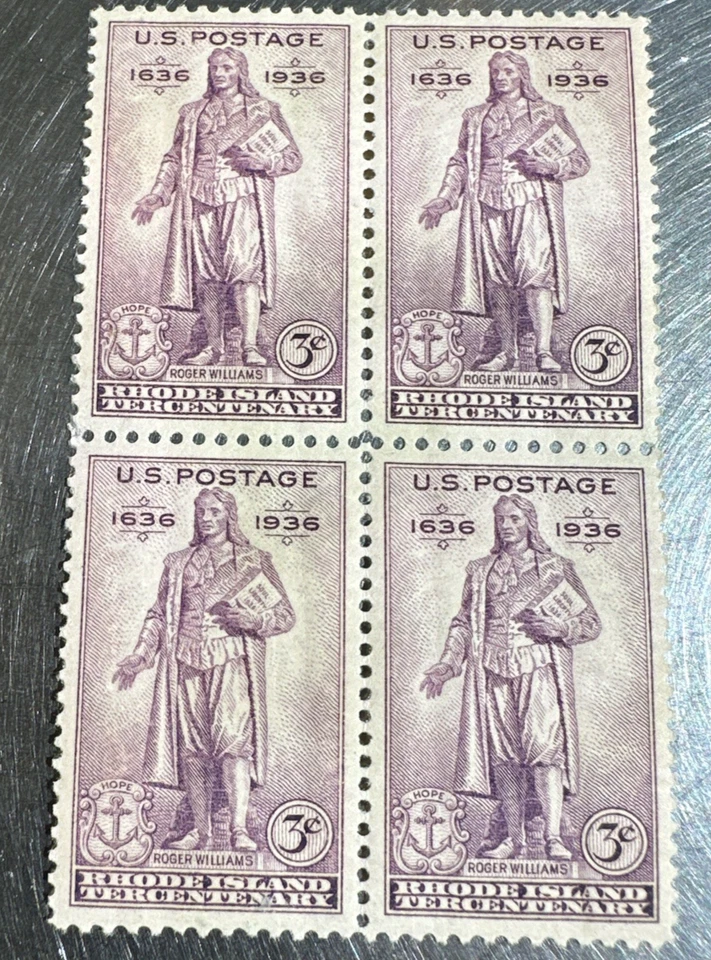 U.S. POSTAGE
1636 1936
HOPE
3¢
ROGER WILLIAMS
RHODE ISLAND
TERCENTENARY
U.S. POSTAGE
1636 1936
HOPE
3¢
ROGER WILLIAMS
RHODE ISLAND
TERCENTENARY
U.S. POSTAGE
1636 1936
HOPE
3¢
ROGER WILLIAMS
RHODE ISLAND
TERCENTENARY
U.S. POSTAGE
1636 1936
HOPE
3¢
ROGER WILLIAMS
RHODE ISLAND
TERCENTENARY